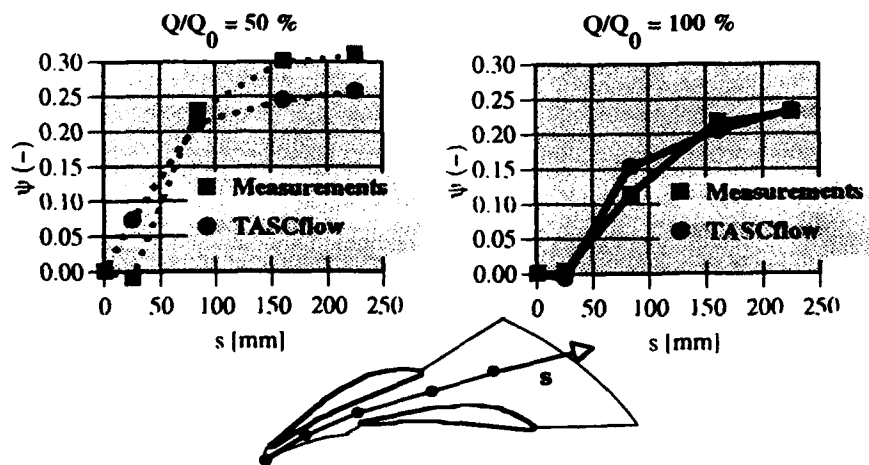 Q/Q0 = 50 %
0.30
0.25
0.20
0.15
0.10
0.05
0.00
ψ (–)
Measurements
TASCflow
0 50 100 150 200 250
s [mm]
Q/Q0 = 100 %
0.30
0.25
0.20
0.15
0.10
0.05
0.00
ψ (–)
Measurements
TASCflow
0 50 100 150 200 250
s [mm]
s